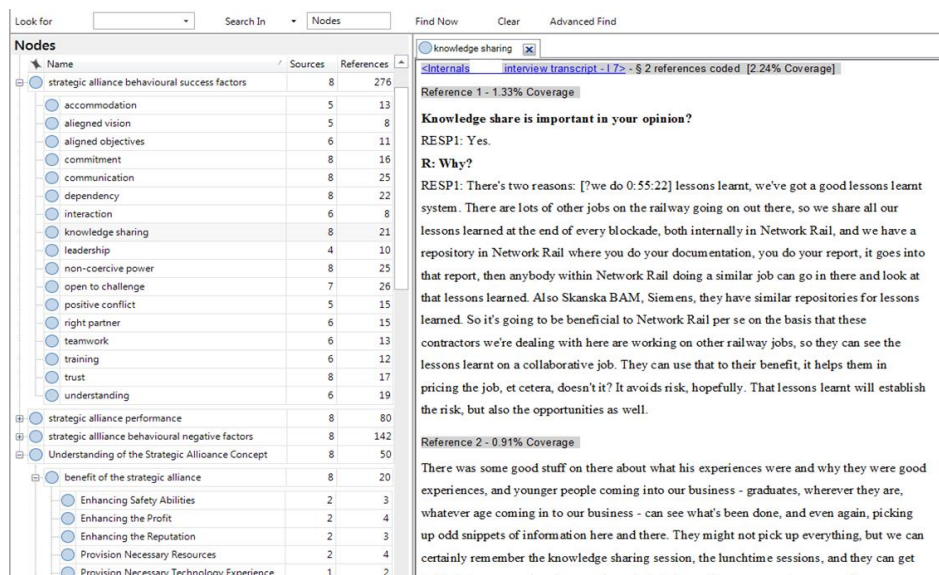 Look for
Search In
Nodes
Find Now
Clear
Advanced Find
Nodes
Name Sources References
strategic alliance behavioural success factors 8 276
accommodation 5 13
aliegned vision 5 8
aligned objectives 6 11
commitment 8 16
communication 8 25
dependency 8 22
interaction 6 8
knowledge sharing 8 21
leadership 4 10
non-coercive power 8 25
open to challenge 7 26
positive conflict 5 15
right partner 6 15
teamwork 6 13
training 6 12
trust 8 17
understanding 6 19
strategic alliance performance 8 80
strategic allliance behavioural negative factors 8 142
Understanding of the Strategic Allioance Concept 8 50
benefit of the strategic alliance 8 20
Enhancing Safety Abilities 2 3
Enhancing the Profit 2 4
Enhancing the Reputation 2 3
Provision Necessary Resources 2 4
Provision Necessary Technology Experience 1 2
knowledge sharing
<Internals interview transcript - I 7> - § 2 references coded [2.24% Coverage]
Reference 1 - 1.33% Coverage
Knowledge share is important in your opinion?
RESP1: Yes.
R: Why?
RESP1: There's two reasons: [?we do 0:55:22] lessons learnt, we've got a good lessons learnt
system. There are lots of other jobs on the railway going on out there, so we share all our
lessons learned at the end of every blockade, both internally in Network Rail, and we have a
repository in Network Rail where you do your documentation, you do your report, it goes into
that report, then anybody within Network Rail doing a similar job can go in there and look at
that lessons learned. Also Skanska BAM, Siemens, they have similar repositories for lessons
learned. So it's going to be beneficial to Network Rail per se on the basis that these
contractors we're dealing with here are working on other railway jobs, so they can see the
lessons learnt on a collaborative job. They can use that to their benefit, it helps them in
pricing the job, et cetera, doesn't it? It avoids risk, hopefully. That lessons learnt will establish
the risk, but also the opportunities as well.
Reference 2 - 0.91% Coverage
There was some good stuff on there about what his experiences were and why they were good
experiences, and younger people coming into our business - graduates, wherever they are,
whatever age coming in to our business - can see what's been done, and even again, picking
up odd snippets of information here and there. They might not pick up everything, but we can
certainly remember the knowledge sharing session, the lunchtime sessions, and they can get